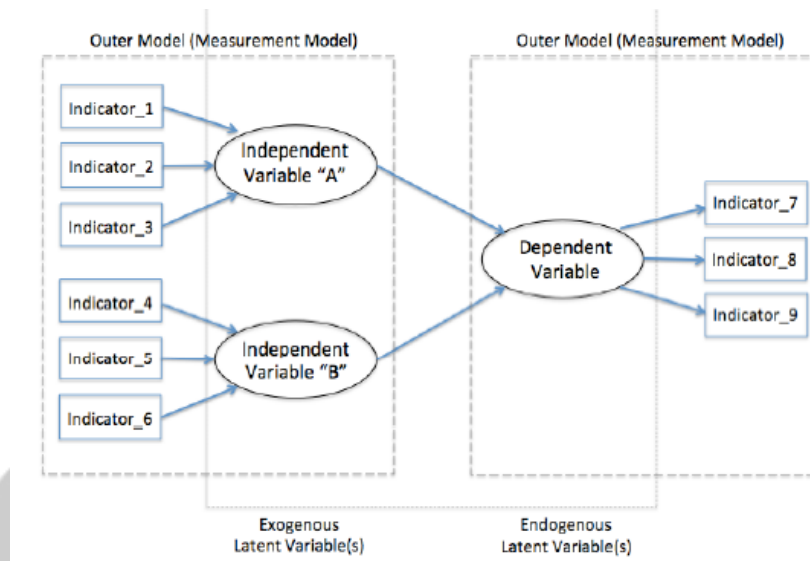 Outer Model (Measurement Model)
Outer Model (Measurement Model)
Indicator_1
Indicator_2
Indicator_3
Independent
Variable "A"
Indicator_4
Indicator_5
Indicator_6
Independent
Variable "B"
Dependent
Variable
Indicator_7
Indicator_8
Indicator_9
Exogenous
Latent Variable(s)
Endogenous
Latent Variable(s)